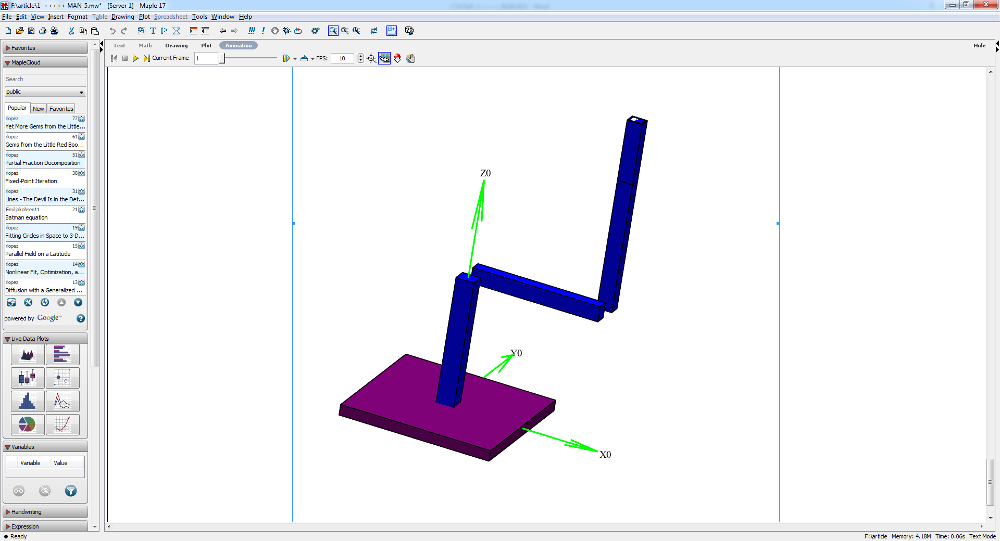 F:\article\1 +++++ MAN-5.mw* - [Server 1] - Maple 17
File Edit View Insert Format Table Drawing Plot Spreadsheet Tools Window Help
Text Math Drawing Plot Animation Hide
Current Frame 1 FPS: 10
Favorites
MapleCloud
Search
public
Popular New Favorites
rlopez 77
Yet More Gems from the Little...
rlopez 61
Gems from the Little Red Boo...
rlopez 51
Partial Fraction Decomposition
rlopez 38
Fixed-Point Iteration
rlopez 31
Lines - The Devil Is in the Det...
Emiljakobsen11 21
Batman equation
rlopez 19
Fitting Circles in Space to 3-D...
rlopez 15
Parallel Field on a Latitude
rlopez 14
Nonlinear Fit, Optimization, a...
rlopez 13
Diffusion with a Generalized ...
powered by Google™
Live Data Plots
Variables
Variable Value
Handwriting
Expression
Z0
Y0
X0
Ready
F:\article Memory: 4.18M Time: 0.06s Text Mode